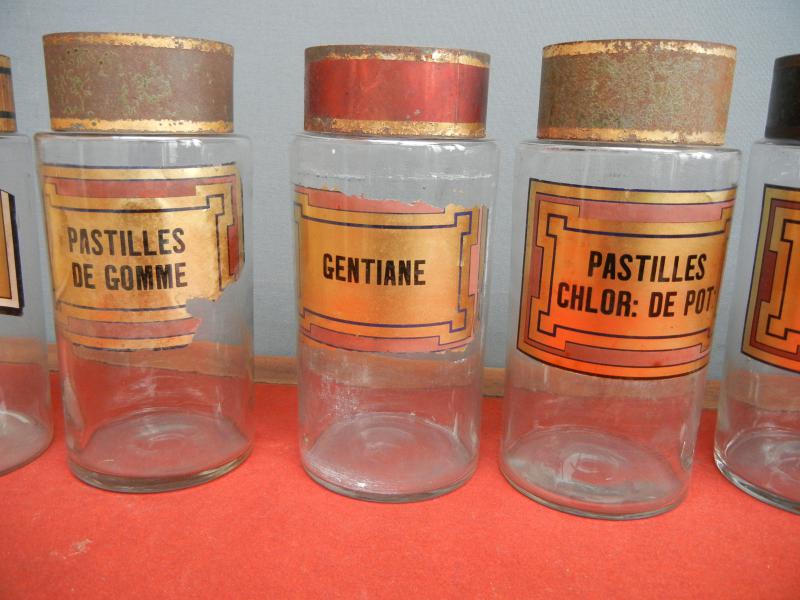 PASTILLES
DE GOMME
GENTIANE
PASTILLES
CHLOR: DE POT